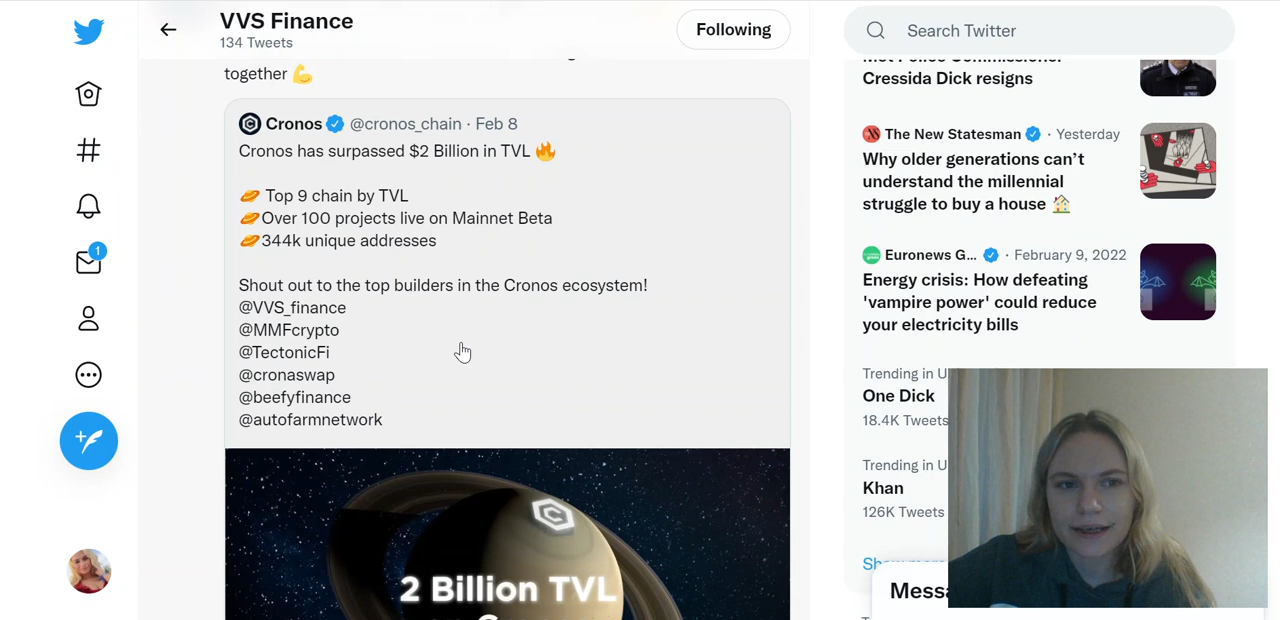 VVS Finance
134 Tweets
Following
Search Twitter
together 💪
Cronos @cronos_chain · Feb 8
Cronos has surpassed $2 Billion in TVL 🔥
🪐 Top 9 chain by TVL
🪐Over 100 projects live on Mainnet Beta
🪐344k unique addresses
Shout out to the top builders in the Cronos ecosystem!
@VVS_finance
@MMFcrypto
@TectonicFi
@cronaswap
@beefyfinance
@autofarmnetwork
2 Billion TVL
1
Cressida Dick resigns
The New Statesman · Yesterday
Why older generations can't
understand the millennial
struggle to buy a house 🏠
Euronews G... · February 9, 2022
Energy crisis: How defeating
'vampire power' could reduce
your electricity bills
Trending in U
One Dick
18.4K Tweets
Trending in U
Khan
126K Tweets